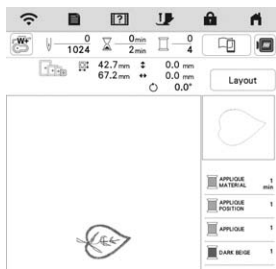 W+ 0 0min 0
1024 2min 4
42.7mm 0.0 mm
67.2mm 0.0 mm
0.0°
Layout
APPLIQUE MATERIAL 1 min
APPLIQUE POSITION 1
APPLIQUE 1
DARK BEIGE 1